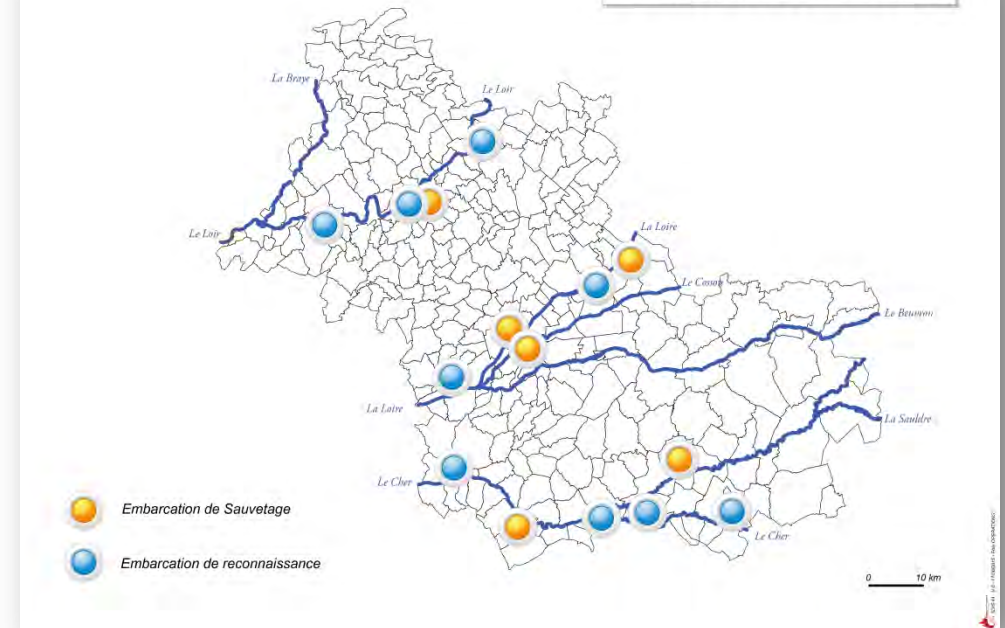 La Braye
Le Loir
Le Loir
La Loire
Le Cosson
Le Beuvron
La Loire
La Sauldre
Le Cher
Embarcation de Sauvetage
Le Cher
Embarcation de reconnaissance
0 10 km